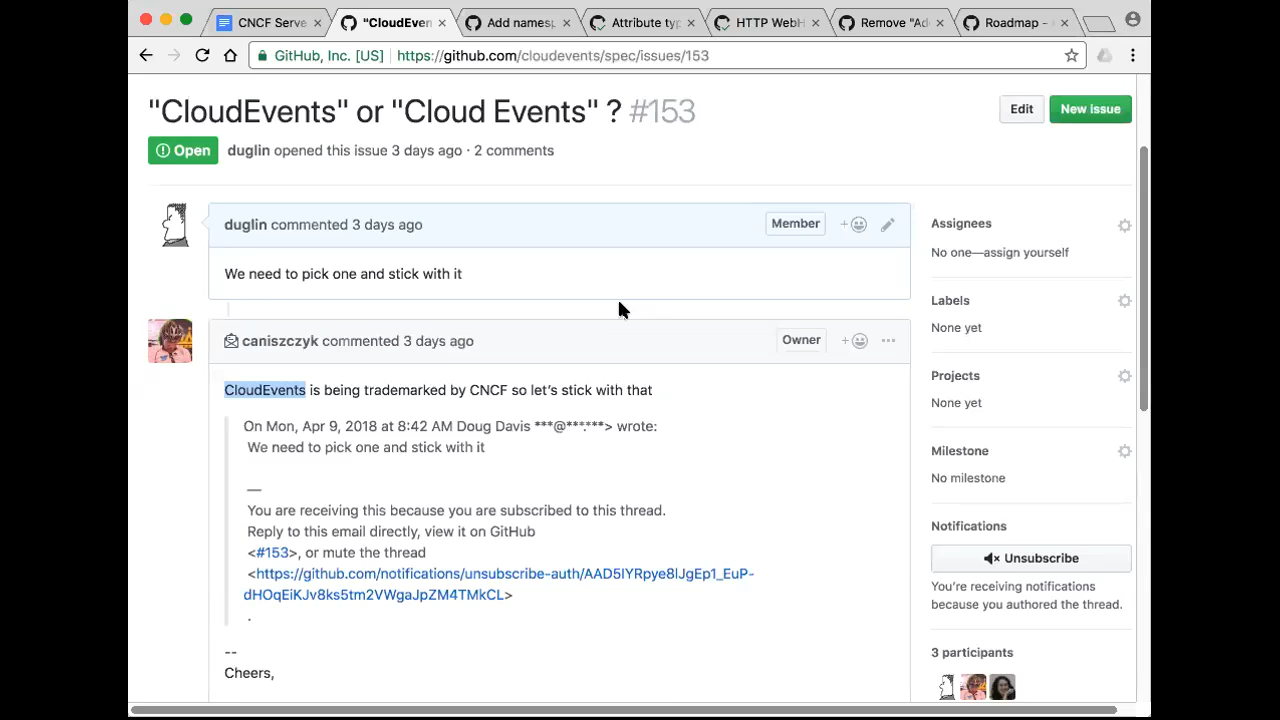 CNCF Serve
"CloudEven
Add namesp
Attribute typ
HTTP WebH
Remove "Ad
Roadmap -
GitHub, Inc. [US] https://github.com/cloudevents/spec/issues/153
"CloudEvents" or "Cloud Events" ? #153
Edit
New issue
Open
duglin opened this issue 3 days ago · 2 comments
duglin commented 3 days ago
Member
We need to pick one and stick with it
caniszczyk commented 3 days ago
Owner
CloudEvents is being trademarked by CNCF so let's stick with that
On Mon, Apr 9, 2018 at 8:42 AM Doug Davis ***@***.***> wrote:
We need to pick one and stick with it
—
You are receiving this because you are subscribed to this thread.
Reply to this email directly, view it on GitHub
<#153>, or mute the thread
<https://github.com/notifications/unsubscribe-auth/AAD5IYRpye8lJgEp1_EuP-
dHOqEiKJv8ks5tm2VWgaJpZM4TMkCL>
.
--
Cheers,
Assignees
No one—assign yourself
Labels
None yet
Projects
None yet
Milestone
No milestone
Notifications
Unsubscribe
You're receiving notifications
because you authored the thread.
3 participants